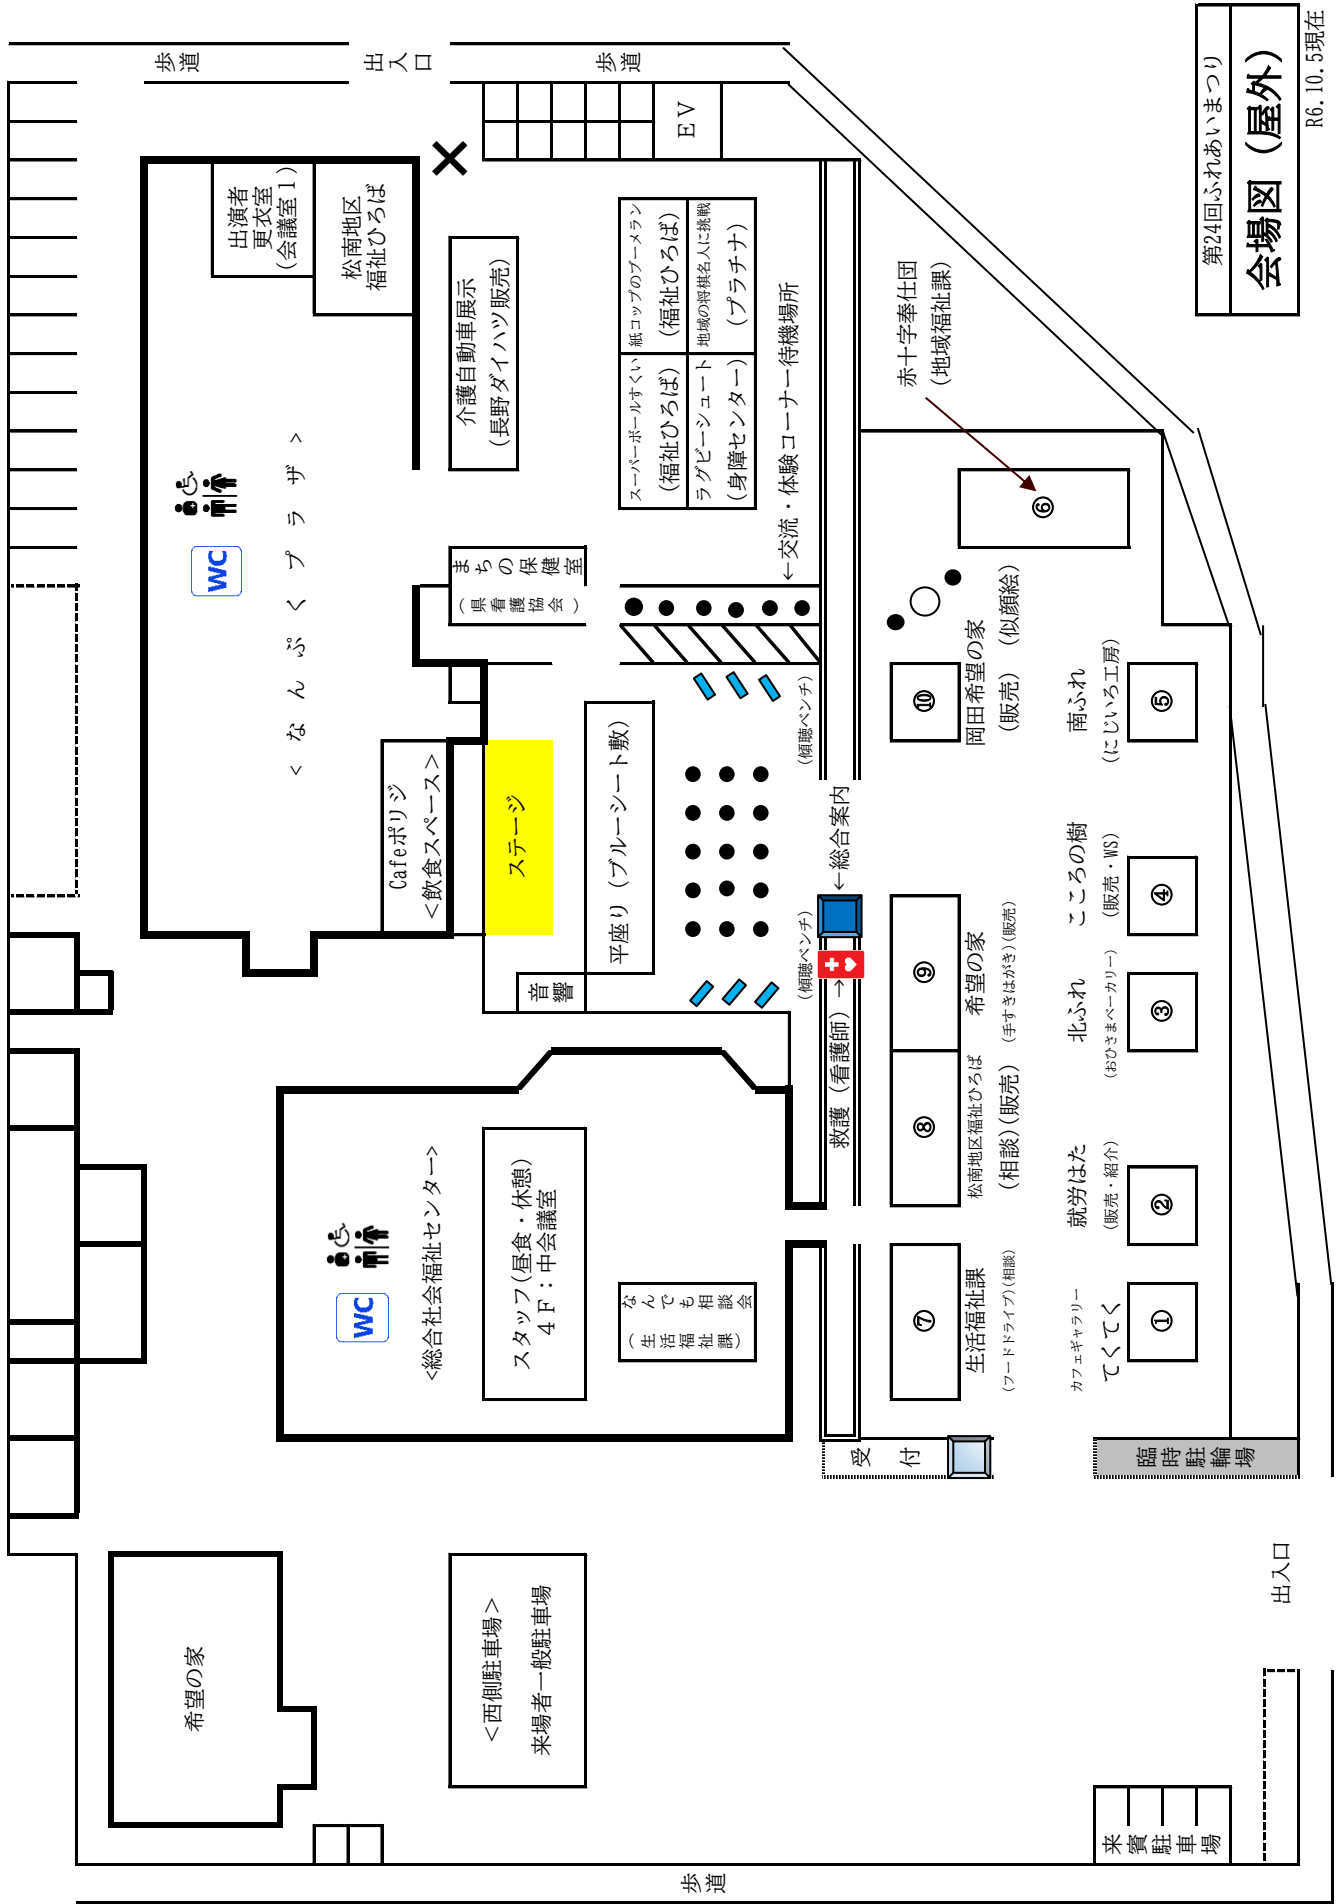 第24回ふれあいまつり
会場図（屋外）
R6.10.5現在
歩道
出入口
歩道
出演者
更衣室
(会議室1)
松南地区
福祉ひろば
EV
介護自動車展示
(長野ダイハツ販売)
紙コップのブーメラン
(福祉ひろば)
地域の将棋名人に挑戦
(プラチナ)
スーパーボールすくい
(福祉ひろば)
ラグビーシュート
(身障センター)
←交流・体験コーナー待機場所
赤十字奉仕団
(地域福祉課)
⑥
WC
＜なんぷくプラザ＞
まちの保健室
(県看護協会)
Cafeポリジ
<飲食スペース>
ステージ
平座り（ブルーシート敷）
音響
(傾聴ベンチ)
(傾聴ベンチ)
←総合案内
救護（看護師）→
⑩
岡田希望の家
(販売) (似顔絵)
南ふれ
(にじいろ工房)
⑤
こころの樹
(販売・WS)
④
⑨
希望の家
(手すきはがき)(販売)
北ふれ
(おひさまベーカリー)
③
⑧
松南地区福祉ひろば
(相談)(販売)
就労はた
(販売・紹介)
②
⑦
生活福祉課
(フードドライブ)(相談)
カフェギャラリー
てくてく
①
WC
<総合社会福祉センター>
スタッフ(昼食・休憩)
4F：中会議室
なんでも相談会
(生活福祉課)
受付
臨時駐輪場
出入口
希望の家
＜西側駐車場＞
来場者一般駐車場
来賓駐車場
歩道